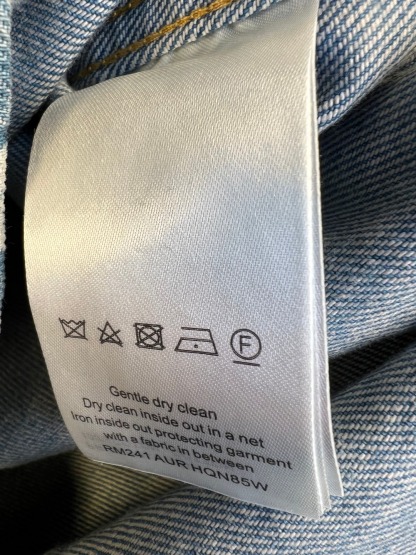 F
Gentle dry clean
Dry clean inside out in a net
Iron inside out protecting garment
with a fabric in between
RM241 AUR HQN85W